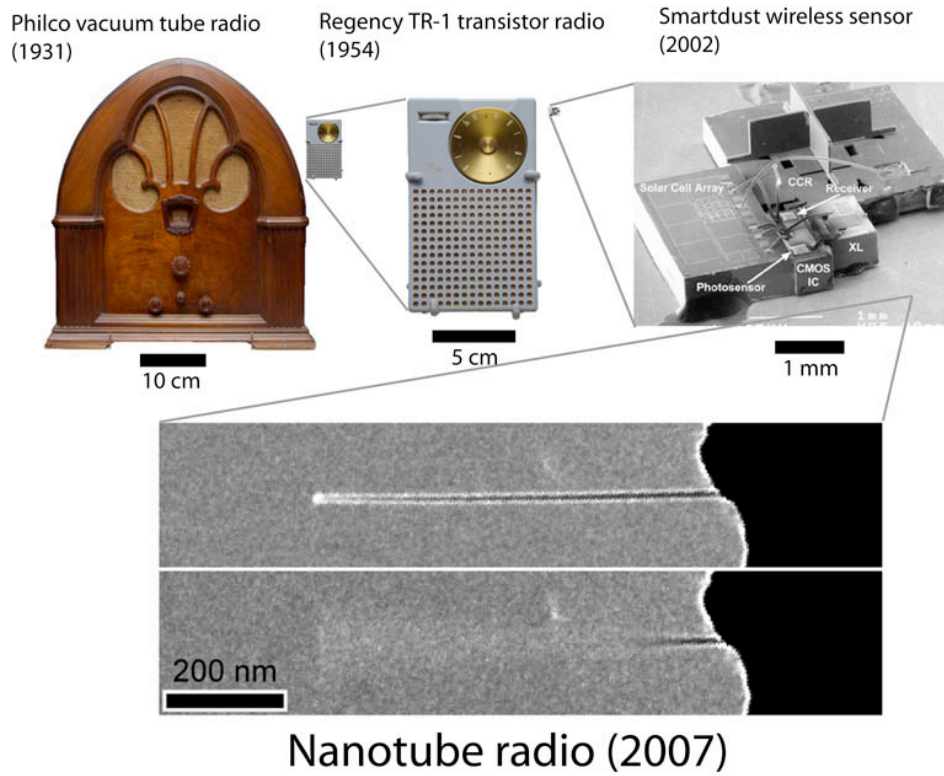 Philco vacuum tube radio
(1931)
Regency TR-1 transistor radio
(1954)
Smartdust wireless sensor
(2002)
Solar Cell Array
CCR
Receiver
XL
CMOS
IC
Photosensor
1mm
10 cm
5 cm
1 mm
200 nm
Nanotube radio (2007)